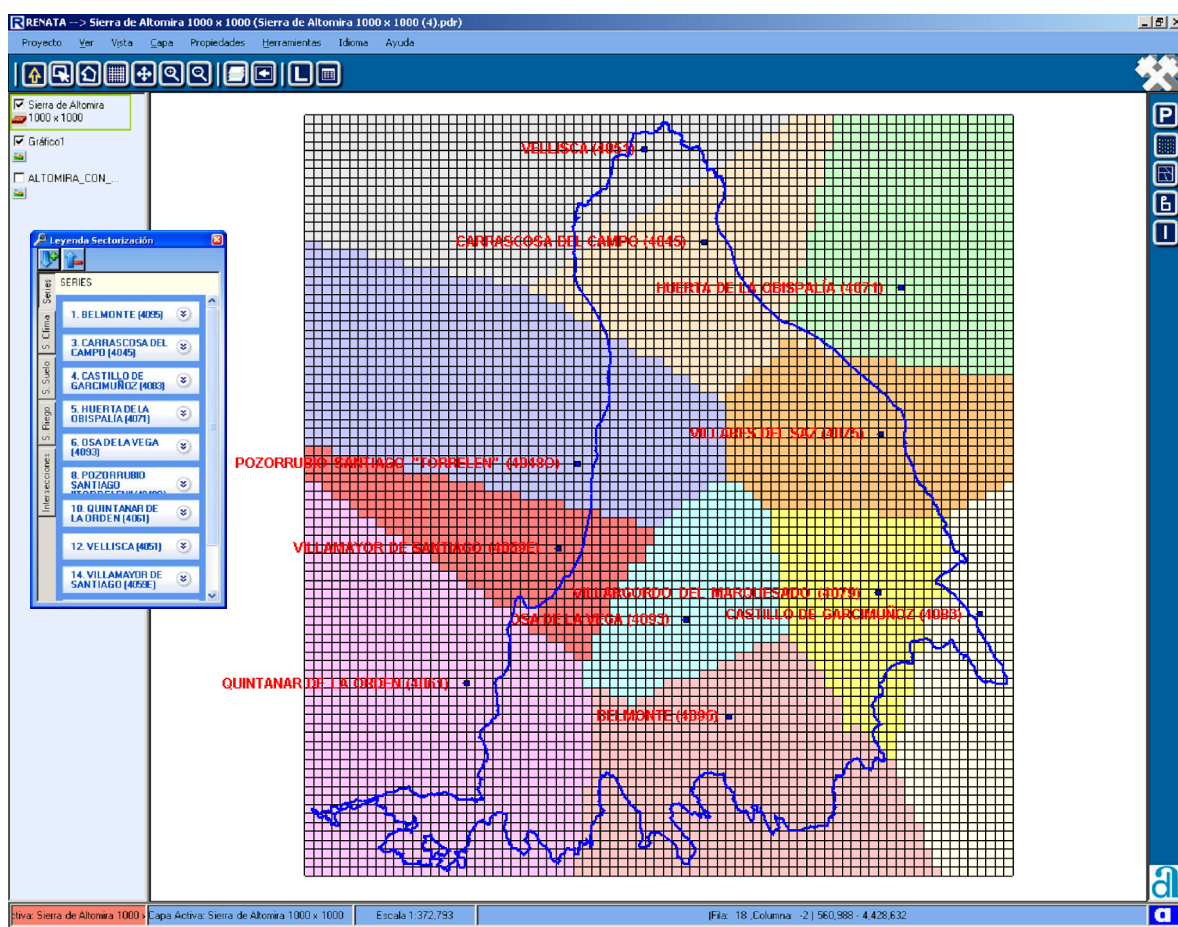 RENATA --> Sierra de Altomira 1000 x 1000 (Sierra de Altomira 1000 x 1000 (4).pdr)
Proyecto Ver Vista Capa Propiedades Herramientas Idioma Ayuda
L
Sierra de Altomira
1000 x 1000
Gráfico1
ALTOMIRA_CON_...
P
I
Leyenda Sectorización
SERIES
Series
S. Clima
S. Suelo
S. Riego
Intersecciones
1. BELMONTE (4095)
3. CARRASCOSA DEL
CAMPO (4045)
4. CASTILLO DE
GARCIMUÑOZ (4083)
5. HUERTA DE LA
OBISPALÍA (4071)
6. OSA DE LA VEGA
(4093)
8. POZORRUBIO
SANTIAGO
10. QUINTANAR DE
LA ORDEN (4061)
12. VELLISCA (4051)
14. VILLAMAYOR DE
SANTIAGO (4059E)
VELLISCA (4051)
CARRASCOSA DEL CAMPO (4045)
HUERTA DE LA OBISPALÍA (4071)
VILLARES DEL SAZ (4075)
POZORRUBIO SANTIAGO "TORRELEN" (4048O)
VILLAMAYOR DE SANTIAGO (4059E)
VILLARGORDO DEL MARQUESADO (4079)
CASTILLO DE GARCIMUÑOZ (4083)
OSA DE LA VEGA (4093)
QUINTANAR DE LA ORDEN (4061)
BELMONTE (4095)
ctiva: Sierra de Altomira 1000 x Capa Activa: Sierra de Altomira 1000 x 1000 Escala 1:372,793 (Fila: 18 ,Columna: -2 ) 560,988 - 4,428,632